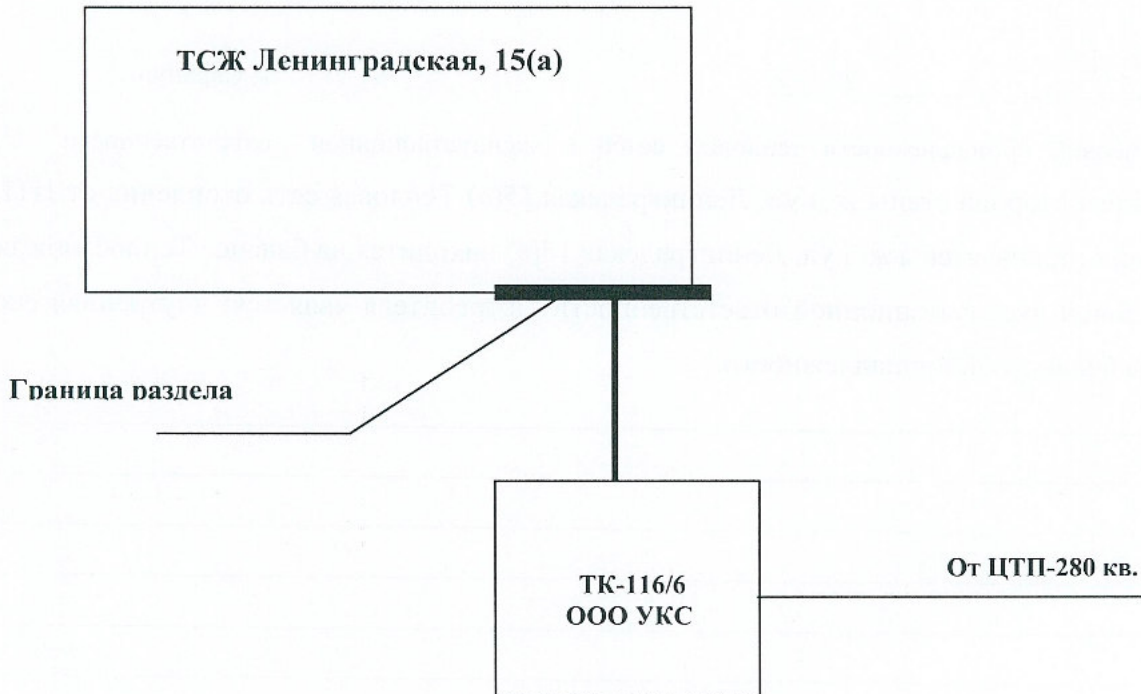 ТСЖ Ленинградская, 15(а)
Граница раздела
От ЦТП-280 кв.
ТК-116/6
ООО УКС